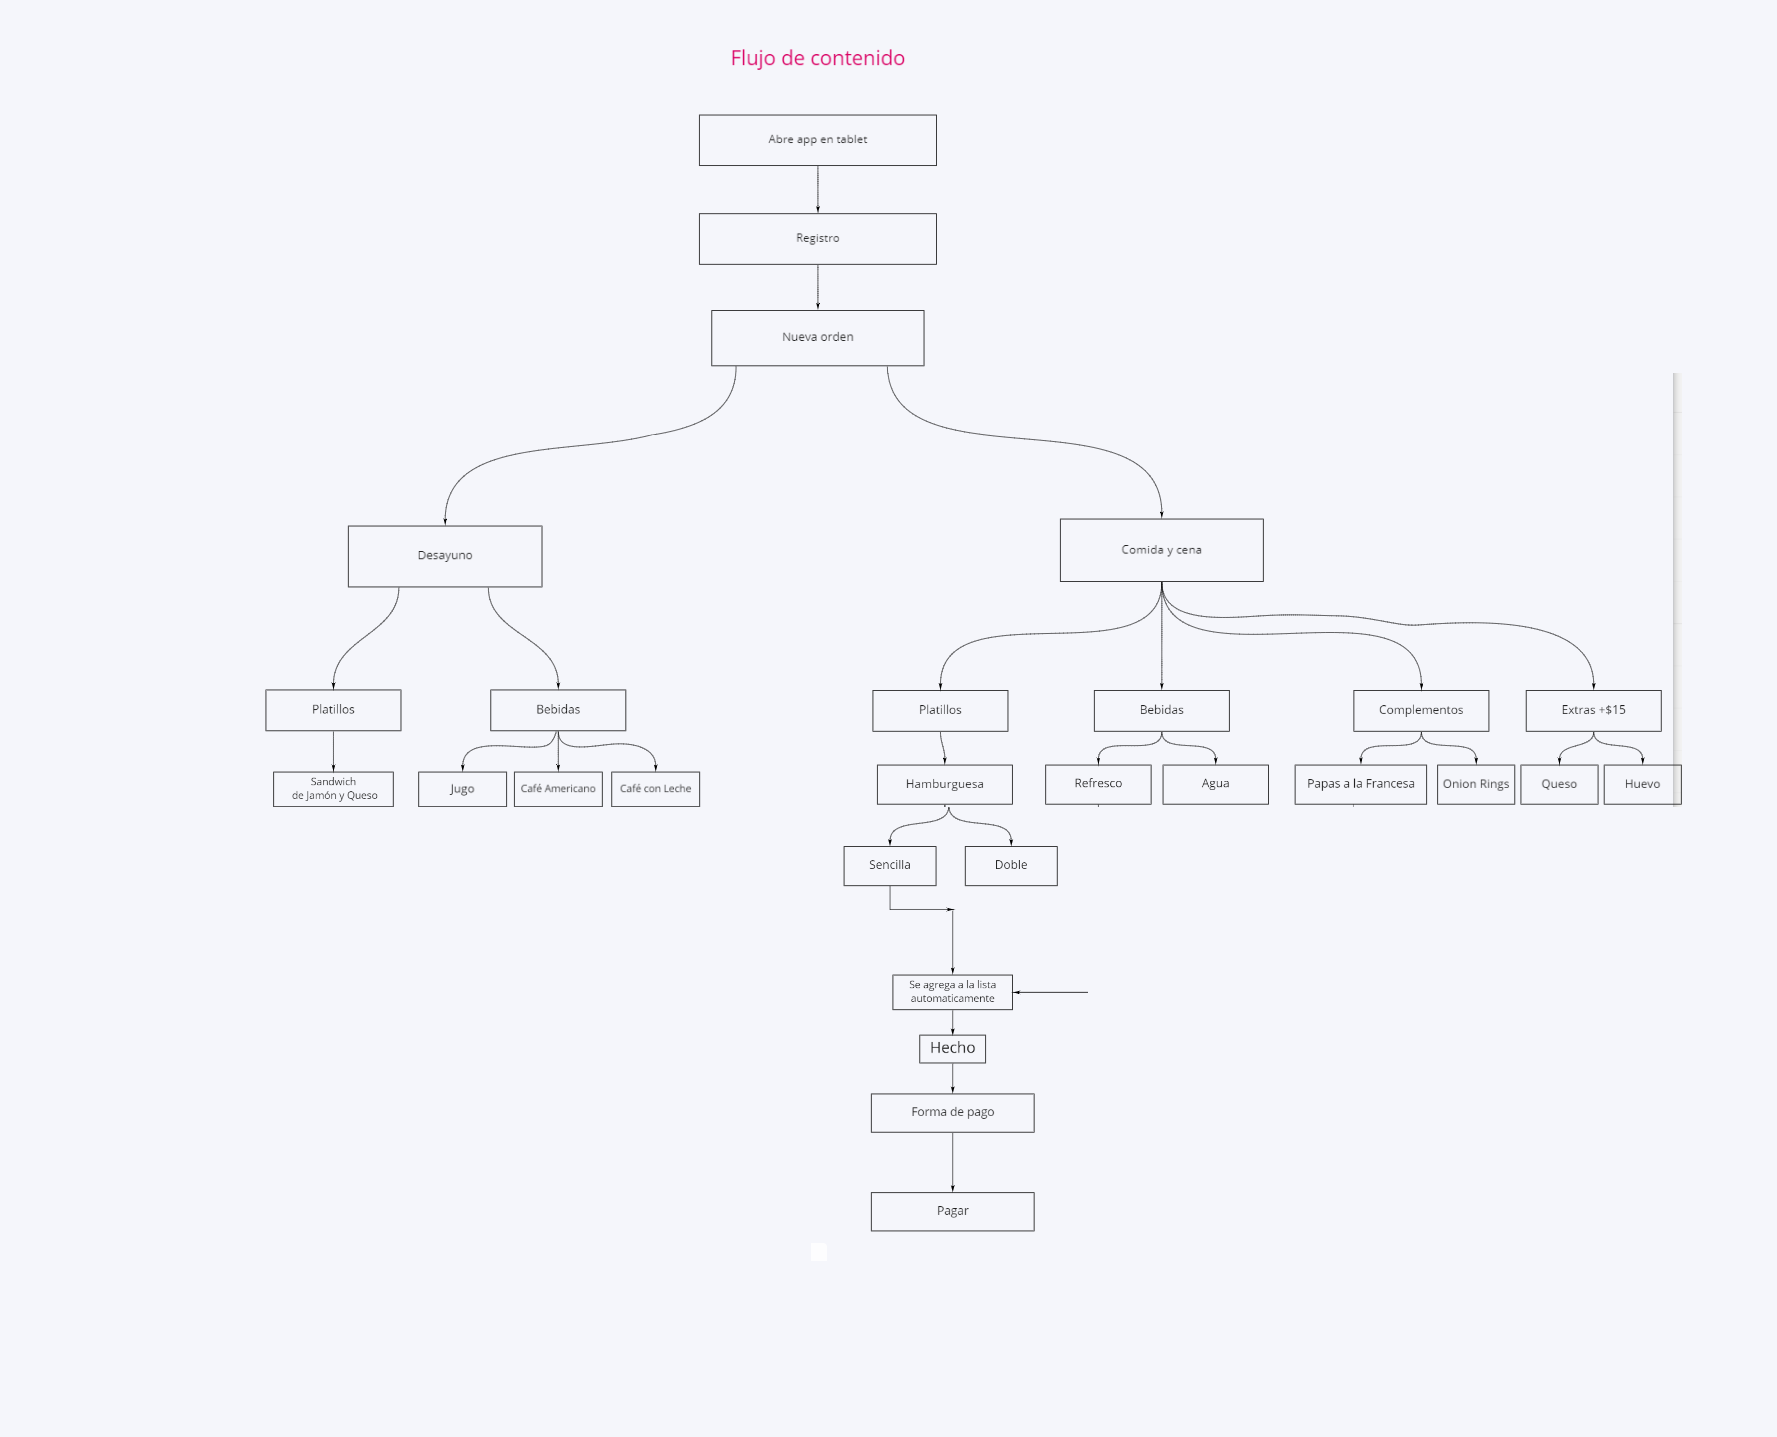 Flujo de contenido
Abre app en tablet
Registro
Nueva orden
Desayuno
Comida y cena
Platillos
Bebidas
Platillos
Bebidas
Complementos
Extras +$15
Sandwich
de Jamón y Queso
Jugo
Café Americano
Café con Leche
Hamburguesa
Refresco
Agua
Papas a la Francesa
Onion Rings
Queso
Huevo
Sencilla
Doble
Se agrega a la lista
automaticamente
Hecho
Forma de pago
Pagar